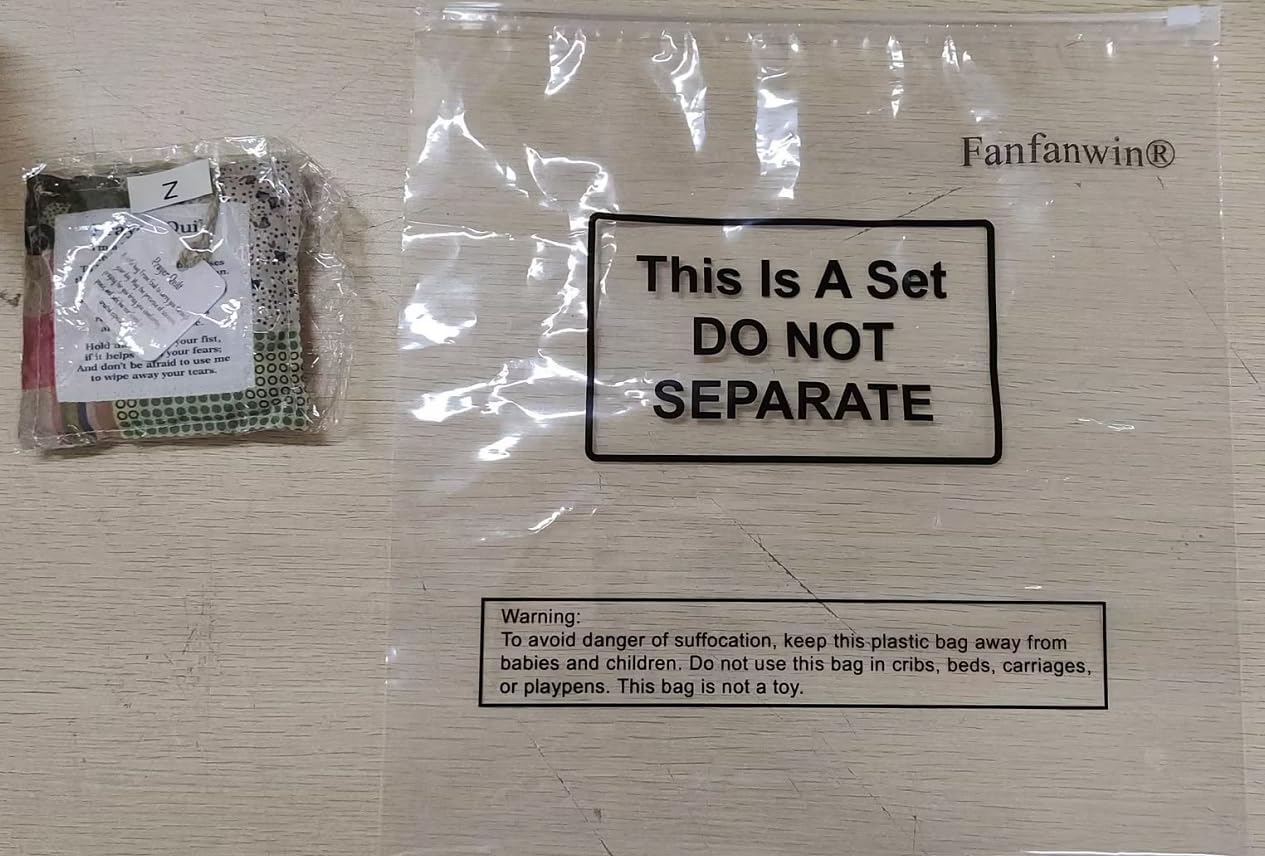 Z
Prayer Quilt
Hold your fist,
if it helps your fears;
And don't be afraid to use me
to wipe away your tears.
Fanfanwin®
This Is A Set
DO NOT
SEPARATE
Warning:
To avoid danger of suffocation, keep this plastic bag away from
babies and children. Do not use this bag in cribs, beds, carriages,
or playpens. This bag is not a toy.